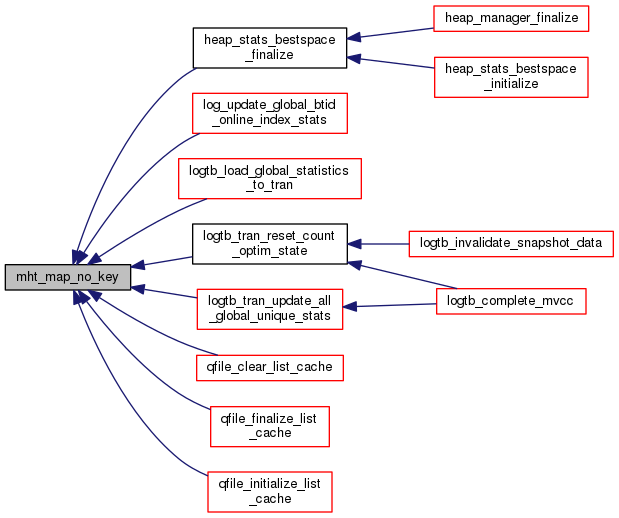 heap_manager_finalize
heap_stats_bestspace
_finalize
heap_stats_bestspace
_initialize
log_update_global_btid
_online_index_stats
logtb_load_global_statistics
_to_tran
logtb_tran_reset_count
_optim_state
logtb_invalidate_snapshot_data
mht_map_no_key
logtb_tran_update_all
_global_unique_stats
logtb_complete_mvcc
qfile_clear_list_cache
qfile_finalize_list
_cache
qfile_initialize_list
_cache